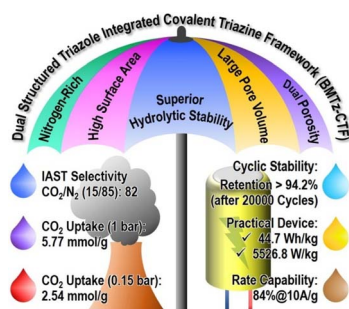 Dual Structured Triazole Integrated Covalent Triazine Framework (BMTz-CTF)
Nitrogen-Rich
High Surface Area
Superior
Hydrolytic Stability
Large Pore Volume
Dual Porosity
IAST Selectivity
CO₂/N₂ (15/85): 82
CO₂ Uptake (1 bar):
5.77 mmol/g
CO₂ Uptake (0.15 bar):
2.54 mmol/g
Cyclic Stability:
Retention > 94.2%
(after 20000 Cycles)
Practical Device:
✓ 44.7 Wh/kg
✓ 5526.8 W/kg
Rate Capability:
84%@10A/g